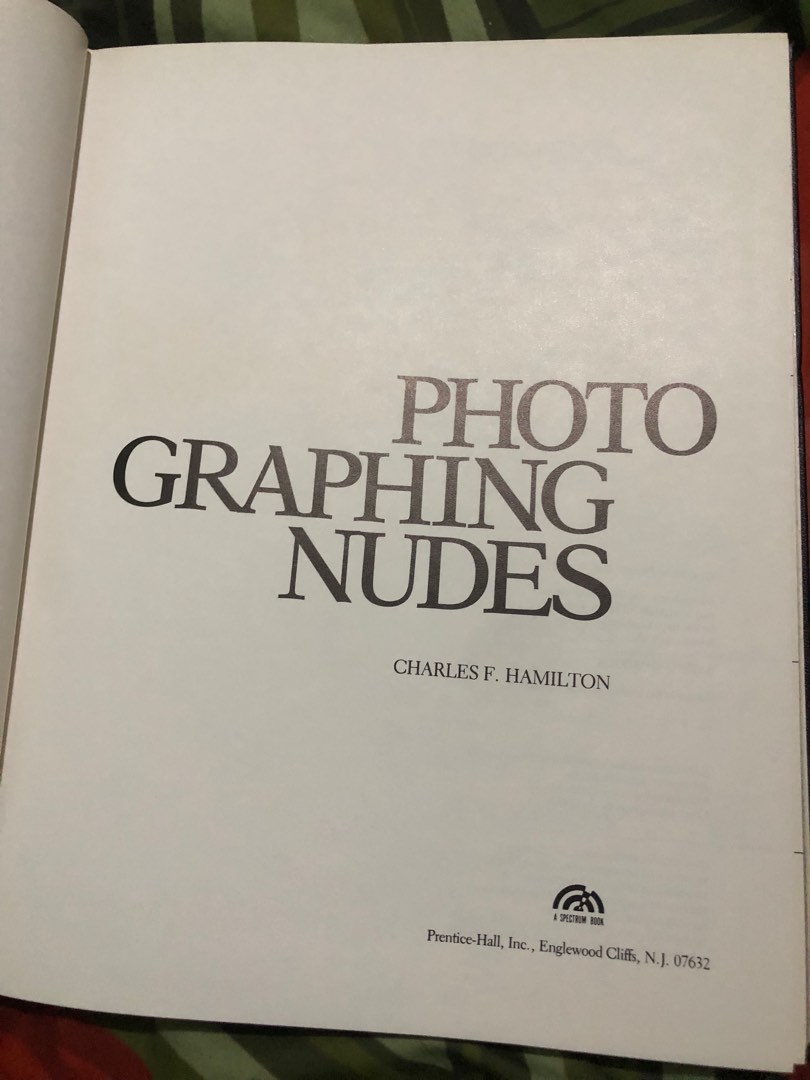 PHOTO
GRAPHING
NUDES
CHARLES F. HAMILTON
A SPECTRUM BOOK
Prentice-Hall, Inc., Englewood Cliffs, N.J. 07632